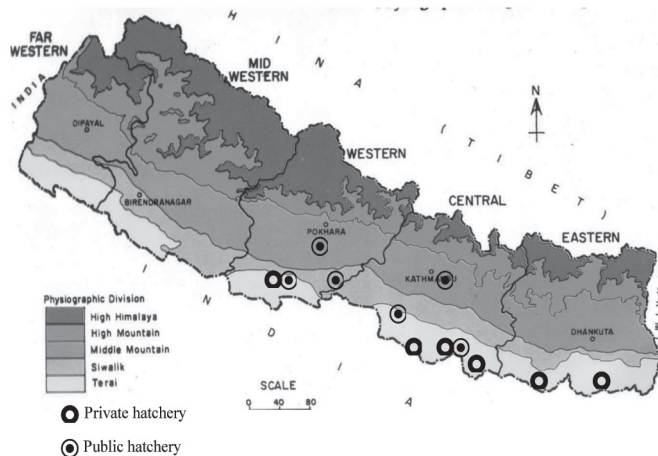 H I N A
( T I B E T )
FAR
WESTERN
MID
WESTERN
WESTERN
CENTRAL
EASTERN
N
INDIA
DIPAYAL
BIRENDRANAGAR
POKHARA
KATHMANDU
DHANKUTA
I N D I A
Physiographic Division
High Himalaya
High Mountain
Middle Mountain
Siwalik
Terai
SCALE
0 40 80
Private hatchery
Public hatchery